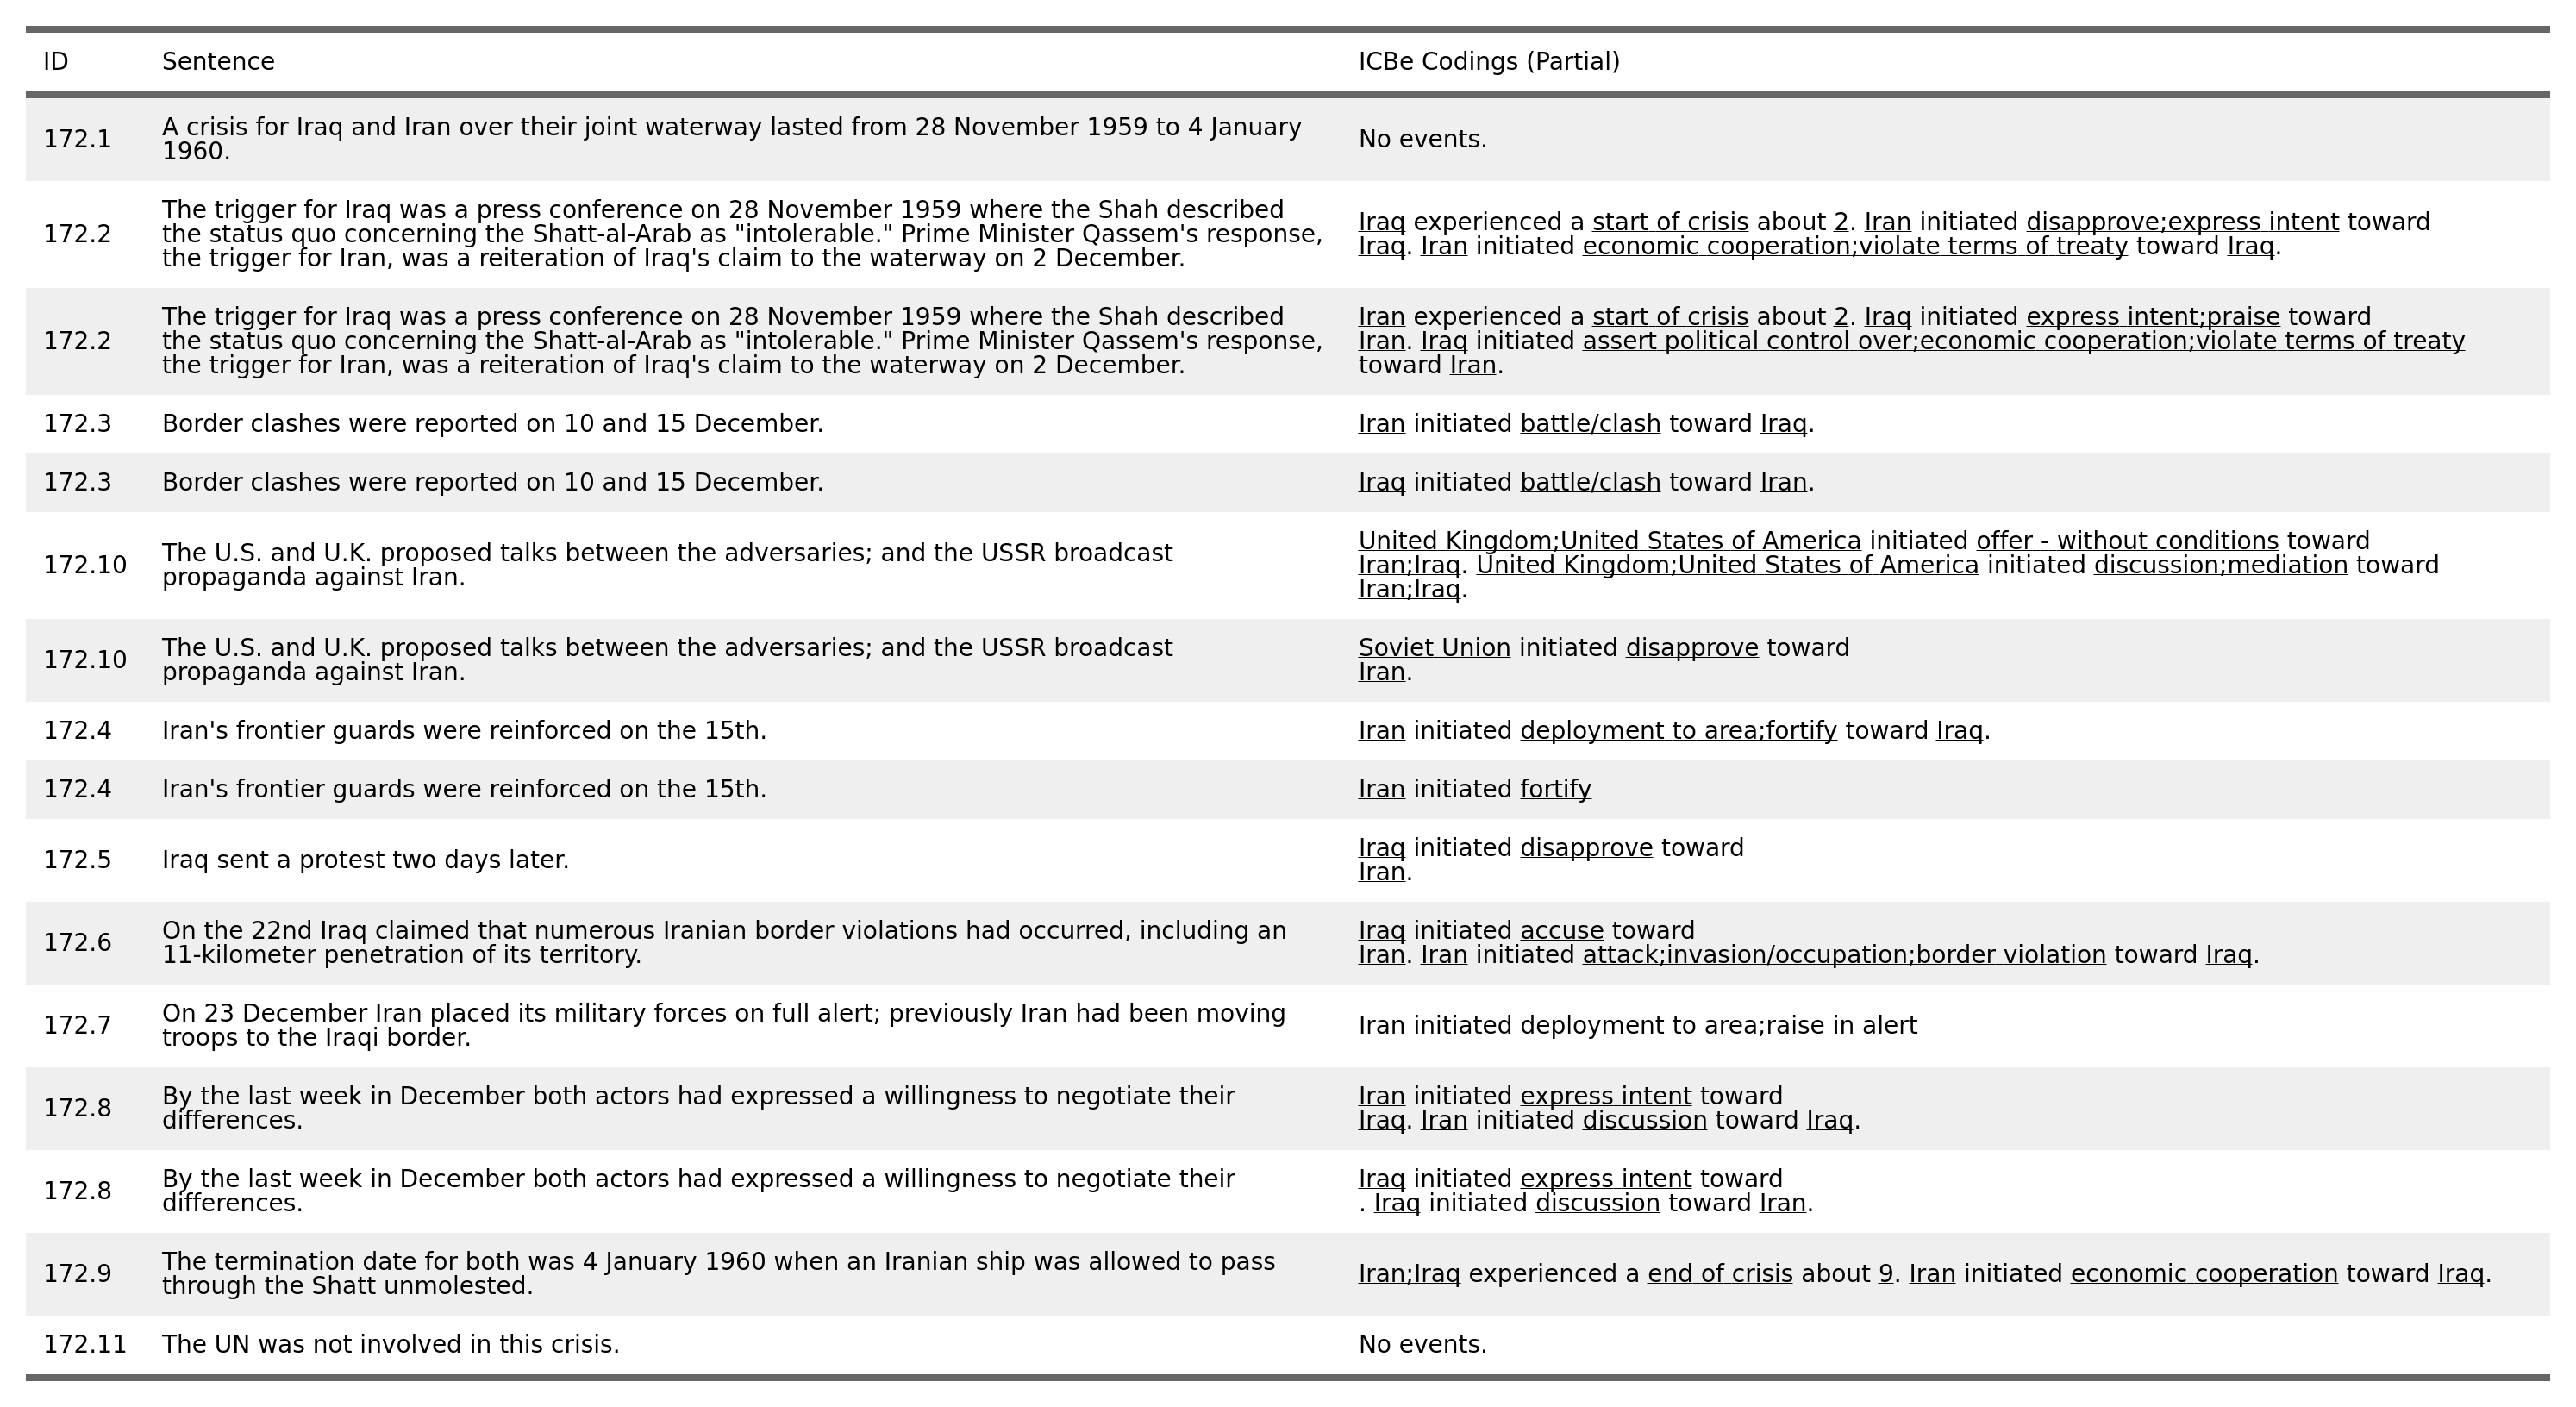 ID Sentence ICBe Codings (Partial)
172.1 A crisis for Iraq and Iran over their joint waterway lasted from 28 November 1959 to 4 January
1960. No events.
172.2 The trigger for Iraq was a press conference on 28 November 1959 where the Shah described
the status quo concerning the Shatt-al-Arab as "intolerable." Prime Minister Qassem's response,
the trigger for Iran, was a reiteration of Iraq's claim to the waterway on 2 December.
Iraq experienced a start of crisis about 2. Iran initiated disapprove;express intent toward
Iraq. Iran initiated economic cooperation;violate terms of treaty toward Iraq.
172.2 The trigger for Iraq was a press conference on 28 November 1959 where the Shah described
the status quo concerning the Shatt-al-Arab as "intolerable." Prime Minister Qassem's response,
the trigger for Iran, was a reiteration of Iraq's claim to the waterway on 2 December.
Iran experienced a start of crisis about 2. Iraq initiated express intent;praise toward
Iran. Iraq initiated assert political control over;economic cooperation;violate terms of treaty
toward Iran.
172.3 Border clashes were reported on 10 and 15 December. Iran initiated battle/clash toward Iraq.
172.3 Border clashes were reported on 10 and 15 December. Iraq initiated battle/clash toward Iran.
172.10 The U.S. and U.K. proposed talks between the adversaries; and the USSR broadcast
propaganda against Iran.
United Kingdom;United States of America initiated offer - without conditions toward
Iran;Iraq. United Kingdom;United States of America initiated discussion;mediation toward
Iran;Iraq.
172.10 The U.S. and U.K. proposed talks between the adversaries; and the USSR broadcast
propaganda against Iran.
Soviet Union initiated disapprove toward
Iran.
172.4 Iran's frontier guards were reinforced on the 15th. Iran initiated deployment to area;fortify toward Iraq.
172.4 Iran's frontier guards were reinforced on the 15th. Iran initiated fortify
172.5 Iraq sent a protest two days later.
Iraq initiated disapprove toward
Iran.
172.6 On the 22nd Iraq claimed that numerous Iranian border violations had occurred, including an
11-kilometer penetration of its territory.
Iraq initiated accuse toward
Iran. Iran initiated attack;invasion/occupation;border violation toward Iraq.
172.7 On 23 December Iran placed its military forces on full alert; previously Iran had been moving
troops to the Iraqi border.
Iran initiated deployment to area;raise in alert
172.8 By the last week in December both actors had expressed a willingness to negotiate their
differences.
Iran initiated express intent toward
Iraq. Iran initiated discussion toward Iraq.
172.8 By the last week in December both actors had expressed a willingness to negotiate their
differences.
Iraq initiated express intent toward
. Iraq initiated discussion toward Iran.
172.9 The termination date for both was 4 January 1960 when an Iranian ship was allowed to pass
through the Shatt unmolested.
Iran;Iraq experienced a end of crisis about 9. Iran initiated economic cooperation toward Iraq.
172.11 The UN was not involved in this crisis. No events.